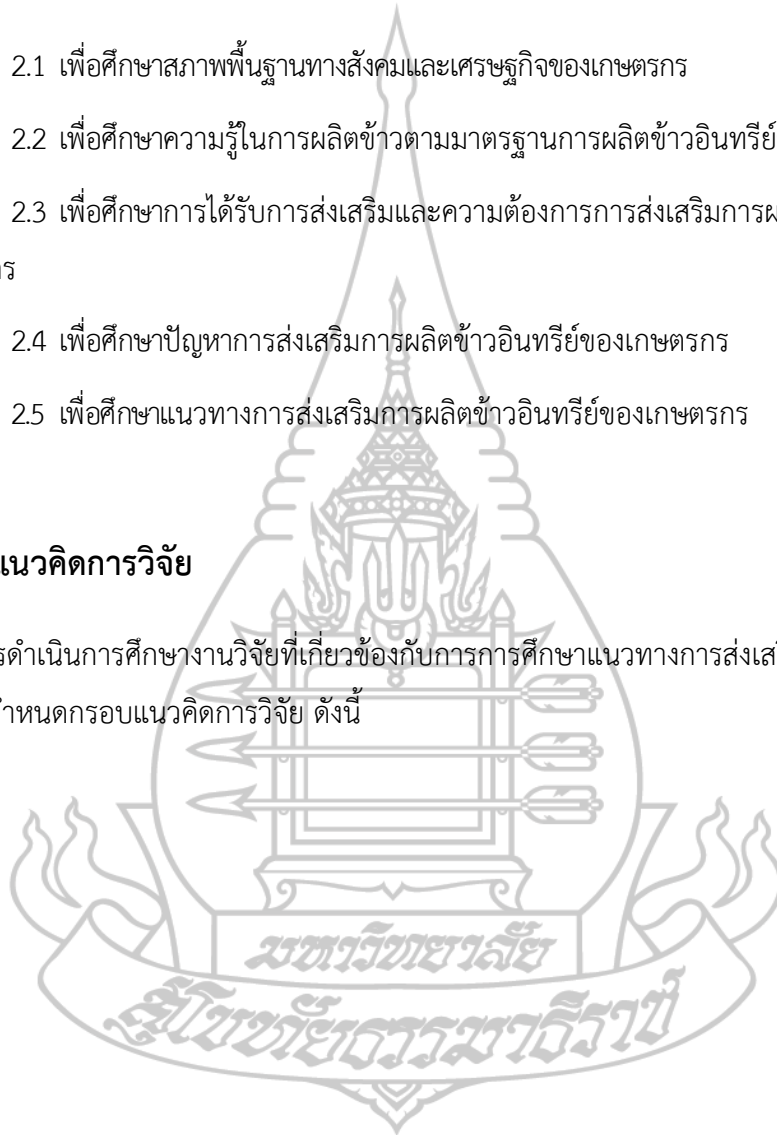 2.1 เพื่อศึกษาสภาพพื้นฐานทางสังคมและเศรษฐกิจของเกษตรกร
2.2 เพื่อศึกษาความรู้ในการผลิตข้าวตามมาตรฐานการผลิตข้าวอินทรีย์
2.3 เพื่อศึกษาการได้รับการส่งเสริมและความต้องการการส่งเสริมการผ
กร
2.4 เพื่อศึกษาปัญหาการส่งเสริมการผลิตข้าวอินทรีย์ของเกษตรกร
2.5 เพื่อศึกษาแนวทางการส่งเสริมการผลิตข้าวอินทรีย์ของเกษตรกร
แนวคิดการวิจัย
รดำเนินการศึกษางานวิจัยที่เกี่ยวข้องกับการการศึกษาแนวทางการส่งเส
ำหนดกรอบแนวคิดการวิจัย ดังนี้
มหาวิทยาลัย
สุโขทัยธรรมาธิราช